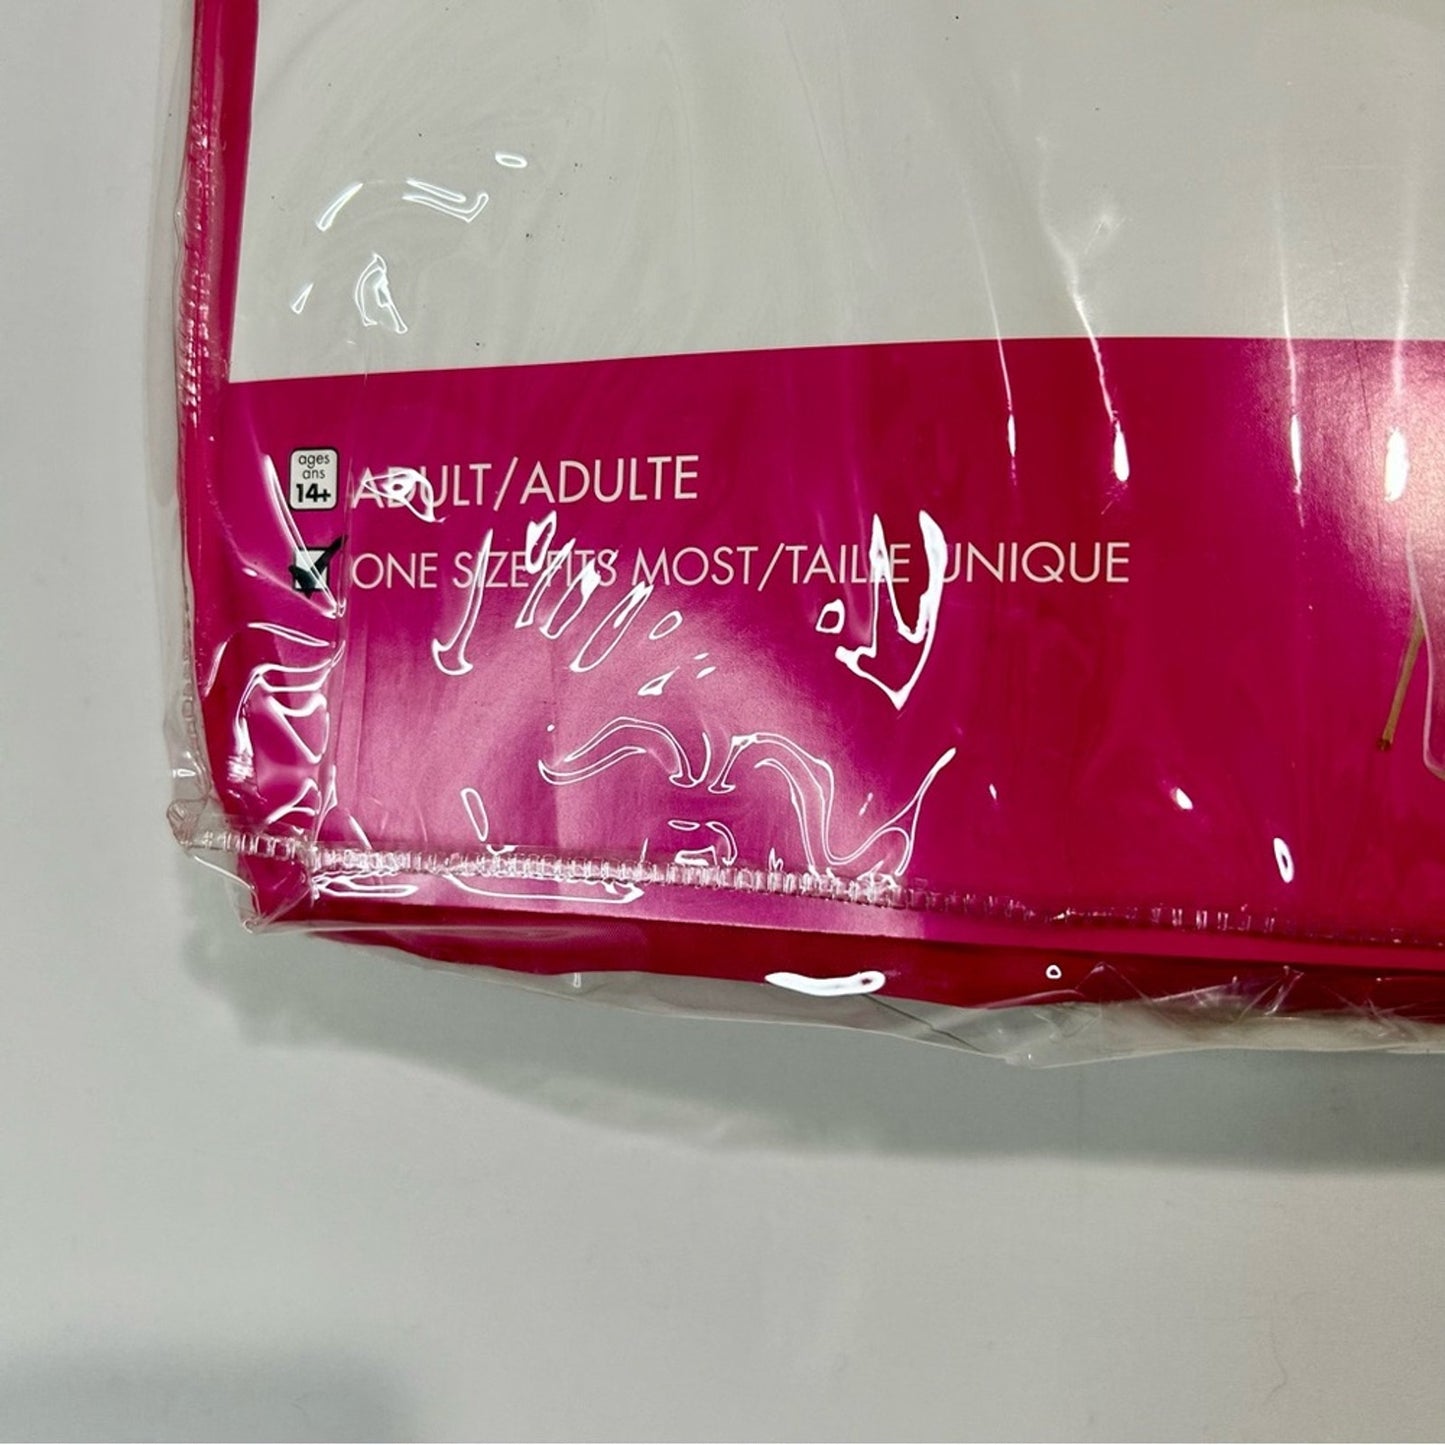 ages
ans
14+
ADULT/ADULTE
ONE SIZE FITS MOST/TAILLE UNIQUE